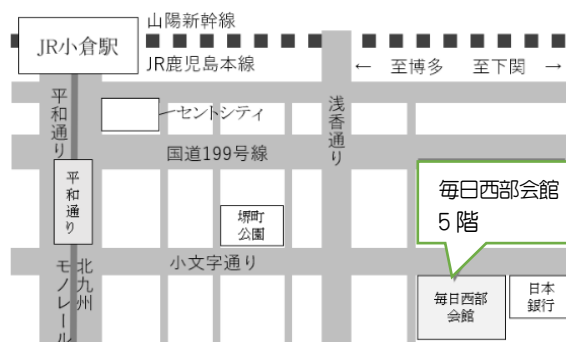 山陽新幹線
JR小倉駅
JR鹿児島本線
← 至博多 至下関 →
平和通り
セントシティ
浅香通り
国道199号線
平和通り
毎日西部会館
5階
堺町
公園
小文字通り
北九州
モノレール
毎日西部
会館
日本
銀行